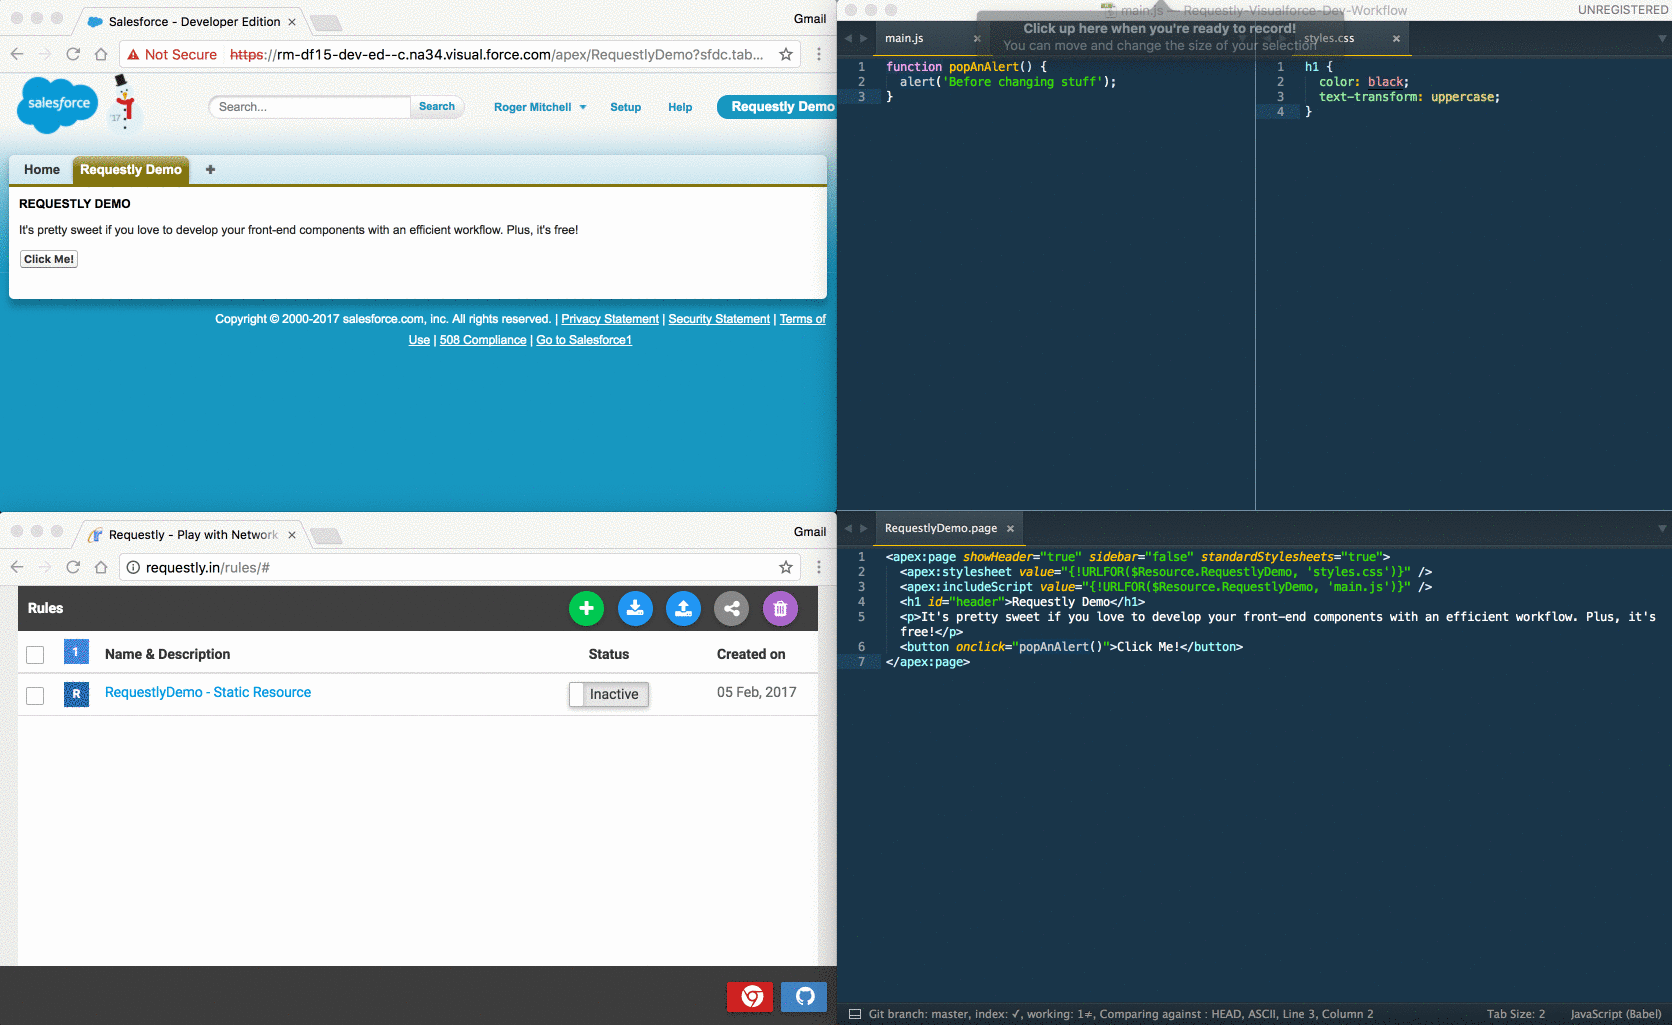 Salesforce - Developer Edition
Gmail
Not Secure https://rm-df15-dev-ed--c.na34.visual.force.com/apex/RequestlyDemo?sfdc.tab...
salesforce
'17
Search...
Search
Roger Mitchell
Setup
Help
Requestly Demo
Home
Requestly Demo
REQUESTLY DEMO
It's pretty sweet if you love to develop your front-end components with an efficient workflow. Plus, it's free!
Click Me!
Copyright © 2000-2017 salesforce.com, inc. All rights reserved. | Privacy Statement | Security Statement | Terms of
Use | 508 Compliance | Go to Salesforce1
main.js — Requestly-Visualforce-Dev-Workflow
UNREGISTERED
Click up here when you're ready to record!
You can move and change the size of your selection
main.js
styles.css
1 function popAnAlert() {
2 alert('Before changing stuff');
3 }
1 h1 {
2 color: black;
3 text-transform: uppercase;
4 }
Requestly - Play with Network
Gmail
requestly.in/rules/#
Rules
1
Name & Description
Status
Created on
R
RequestlyDemo - Static Resource
Inactive
05 Feb, 2017
RequestlyDemo.page
1 <apex:page showHeader="true" sidebar="false" standardStylesheets="true">
2 <apex:stylesheet value="{!URLFOR($Resource.RequestlyDemo, 'styles.css')}" />
3 <apex:includeScript value="{!URLFOR($Resource.RequestlyDemo, 'main.js')}" />
4 <h1 id="header">Requestly Demo</h1>
5 <p>It's pretty sweet if you love to develop your front-end components with an efficient workflow. Plus, it's
free!</p>
6 <button onclick="popAnAlert()">Click Me!</button>
7 </apex:page>
Git branch: master, index: ✓, working: 1≠, Comparing against : HEAD, ASCII, Line 3, Column 2
Tab Size: 2
JavaScript (Babel)